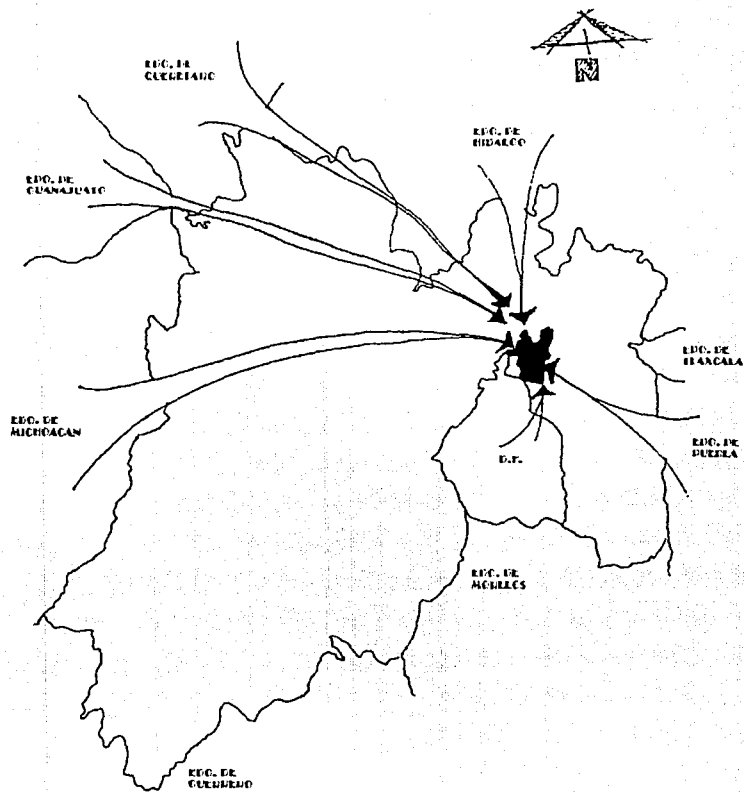 N
EDO. DE
QUERETARO
EDO. DE
HIDALGO
EDO. DE
GUANAJUATO
EDO. DE
TLAXCALA
EDO. DE
MICHOACAN
EDO. DE
PUEBLA
D.F.
EDO. DE
MORELOS
EDO. DE
GUERRERO